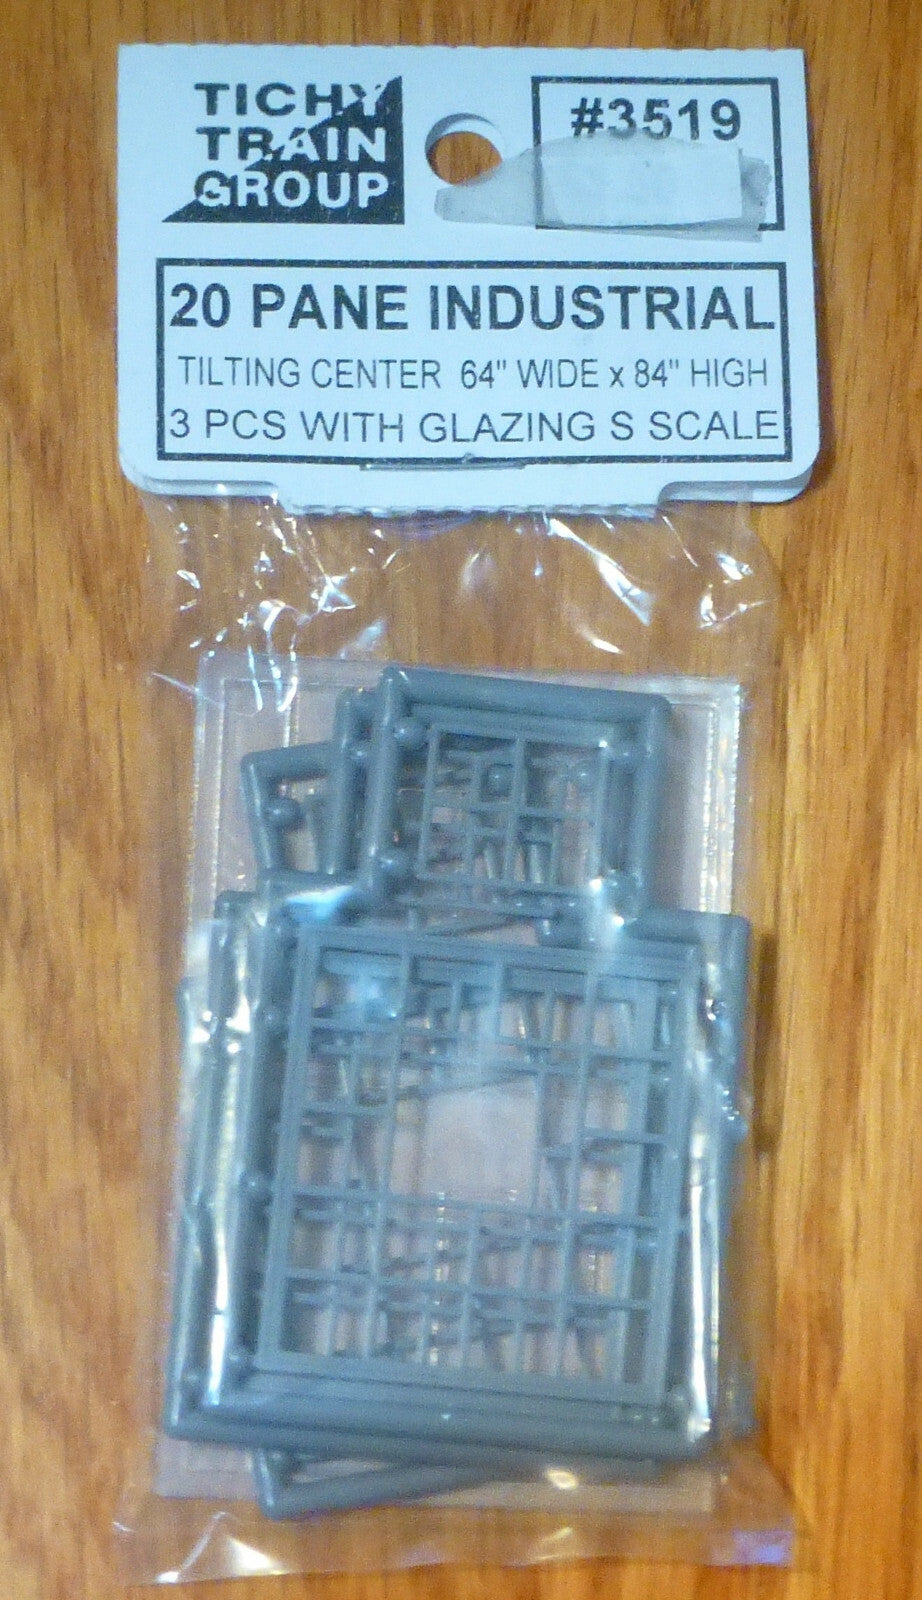 TICHY
TRAIN
GROUP
#3519
20 PANE INDUSTRIAL
TILTING CENTER 64" WIDE x 84" HIGH
3 PCS WITH GLAZING S SCALE